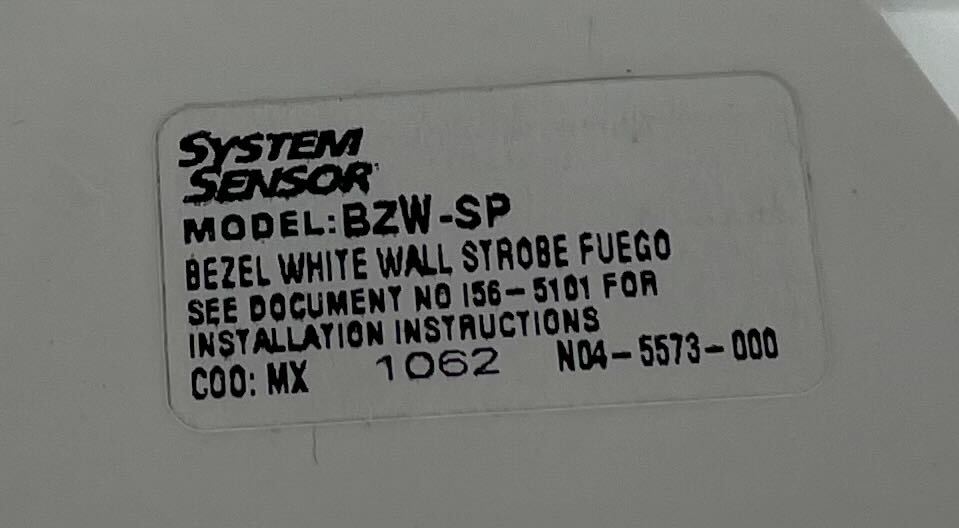 SYSTEM
SENSOR
MODEL: BZW-SP
BEZEL WHITE WALL STROBE FUEGO
SEE DOCUMENT NO I56-5101 FOR
INSTALLATION INSTRUCTIONS
COO: MX 1062 N04-5573-000